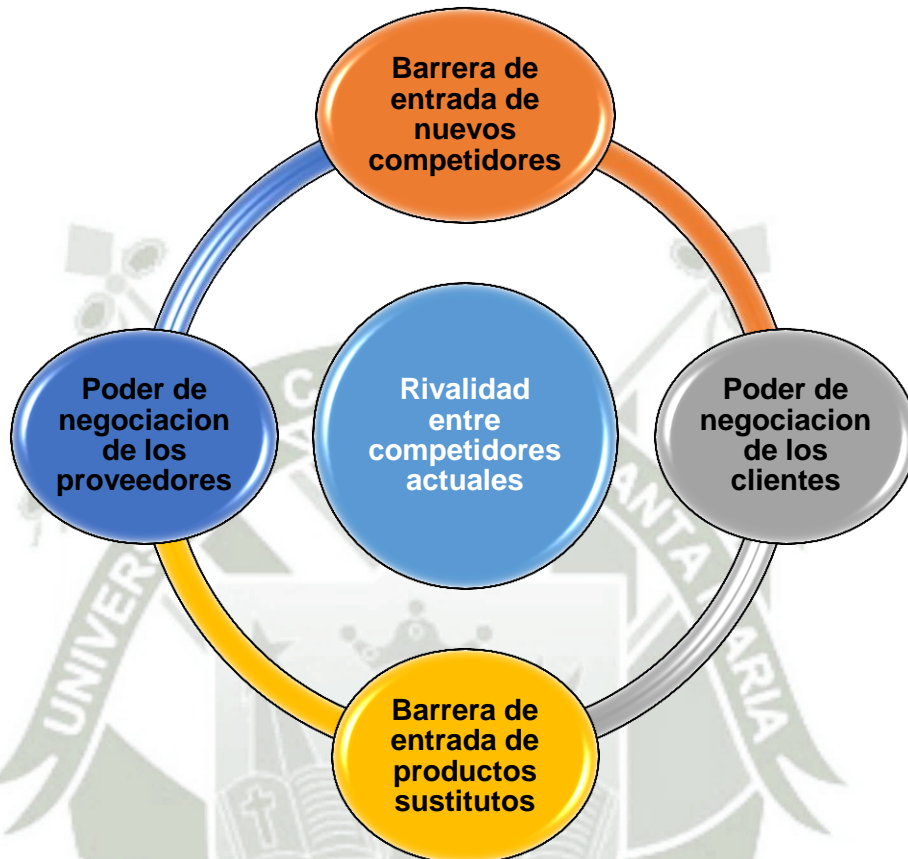 Barrera de
entrada de
nuevos
competidores
Poder de
negociacion
de los
proveedores
Rivalidad
entre
competidores
actuales
Poder de
negociacion
de los
clientes
Barrera de
entrada de
productos
sustitutos